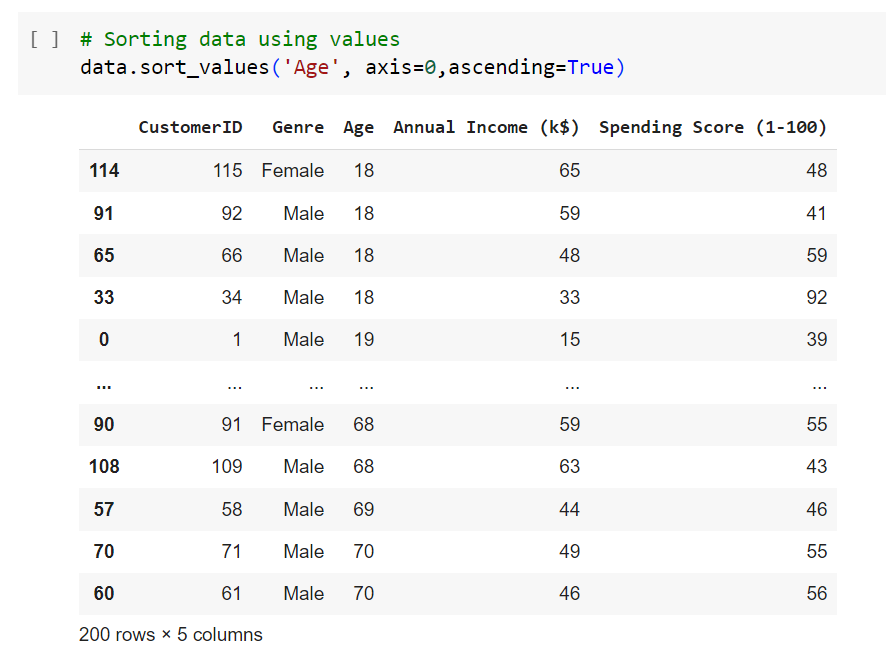 [ ] # Sorting data using values
data.sort_values('Age', axis=0,ascending=True)
CustomerID Genre Age Annual Income (k$) Spending Score (1-100)
114 115 Female 18 65 48
91 92 Male 18 59 41
65 66 Male 18 48 59
33 34 Male 18 33 92
0 1 Male 19 15 39
... ... ... ... ... ...
90 91 Female 68 59 55
108 109 Male 68 63 43
57 58 Male 69 44 46
70 71 Male 70 49 55
60 61 Male 70 46 56
200 rows × 5 columns